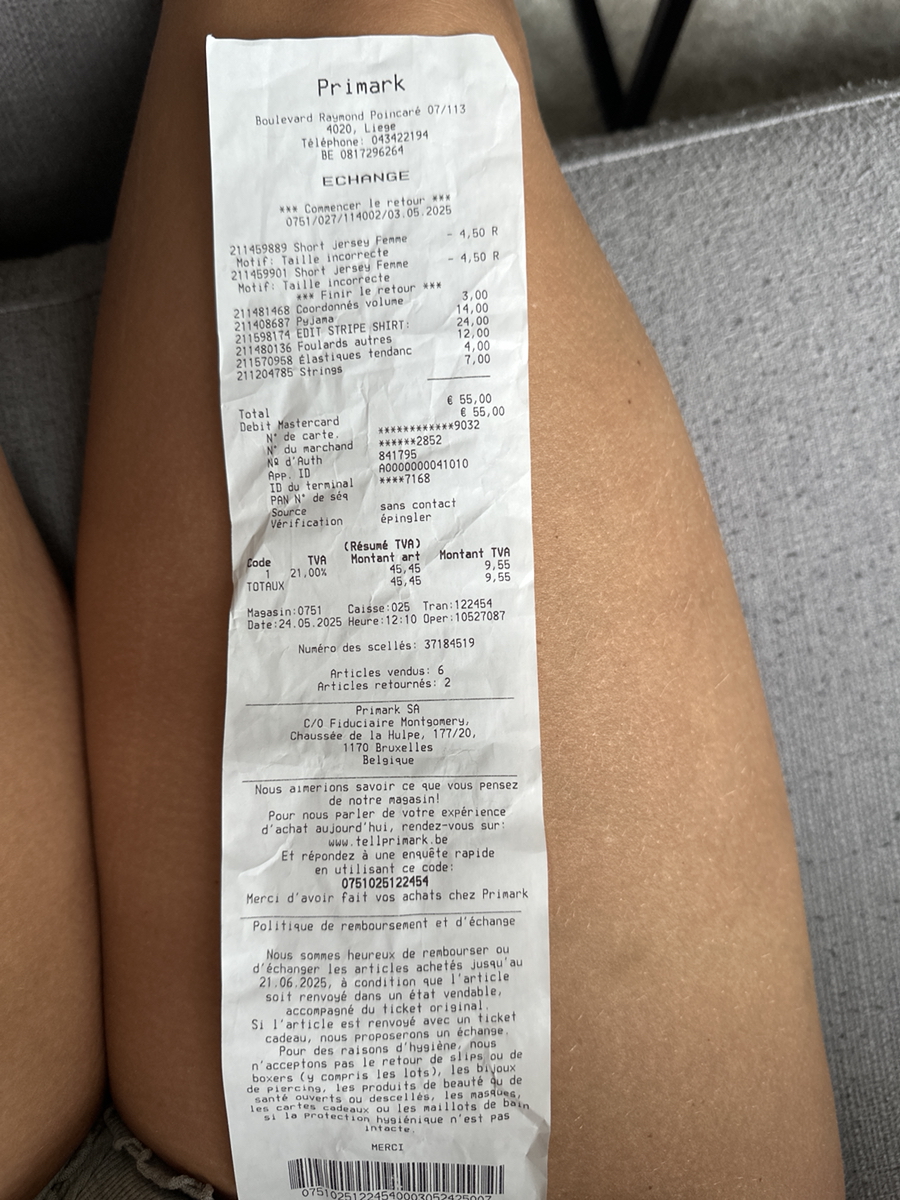 Primark
Boulevard Raymond Poincaré 07/113
4020, Liege
Téléphone: 043422194
BE 0817296264
ECHANGE
*** Commencer le retour ***
0751/027/114002/03.05.2025
211459889 Short Jersey Femme - 4,50 R
Motif: Taille incorrecte
211459901 Short Jersey Femme - 4,50 R
Motif: Taille incorrecte
*** Finir le retour ***
211481468 Coordonnés volume 3,00
211408687 Pyjama 14,00
211598174 EDIT STRIPE SHIRT: 24,00
211480136 Foulards autres 12,00
211570958 Élastiques tendanc 4,00
211204785 Strings 7,00
Total € 55,00
Debit Mastercard € 55,00
N° de carte. ************9032
N° du marchand ******2852
Nº d'Auth 841795
App. ID A0000000041010
ID du terminal ****7168
PAN N° de séq
Source sans contact
Vérification épingler
(Résumé TVA)
Code TVA Montant art Montant TVA
1 21,00% 45,45 9,55
TOTAUX 45,45 9,55
Magasin:0751 Caisse:025 Tran:122454
Date:24.05.2025 Heure:12:10 Oper:10527087
Numéro des scellés: 37184519
Articles vendus: 6
Articles retournés: 2
Primark SA
C/O Fiduciaire Montgomery,
Chaussée de la Hulpe, 177/20,
1170 Bruxelles
Belgique
Nous aimerions savoir ce que vous pensez
de notre magasin!
Pour nous parler de votre expérience
d'achat aujourd'hui, rendez-vous sur:
www.tellprimark.be
Et répondez à une enquête rapide
en utilisant ce code:
0751025122454
Merci d'avoir fait vos achats chez Primark
Politique de remboursement et d'échange
Nous sommes heureux de rembourser ou
d'échanger les articles achetés jusqu'au
21.06.2025, à condition que l'article
soit renvoyé dans un état vendable,
accompagné du ticket original.
Si l'article est renvoyé avec un ticket
cadeau, nous proposerons un échange.
Pour des raisons d'hygiène, nous
n'acceptons pas le retour de slips ou de
boxers (y compris les lots), les bijoux
de piercing, les produits de beauté ou de
santé ouverts ou descellés, les masques,
les cartes cadeaux ou les maillots de bain
si la protection hygiénique n'est pas
intacte.
MERCI